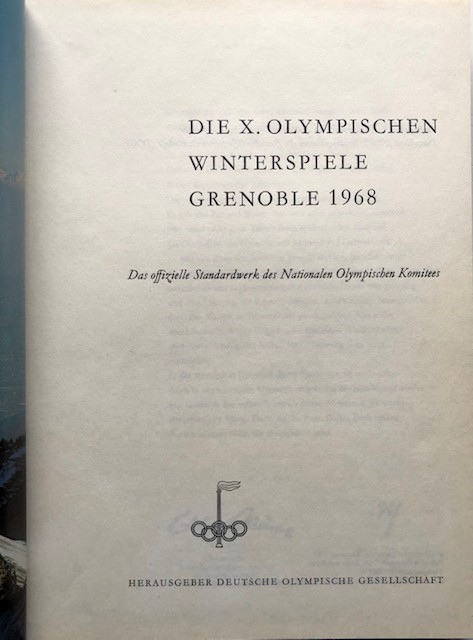 DIE X. OLYMPISCHEN
WINTERSPIELE
GRENOBLE 1968
Das offizielle Standardwerk des Nationalen Olympischen Komitees
HERAUSGEBER DEUTSCHE OLYMPISCHE GESELLSCHAFT